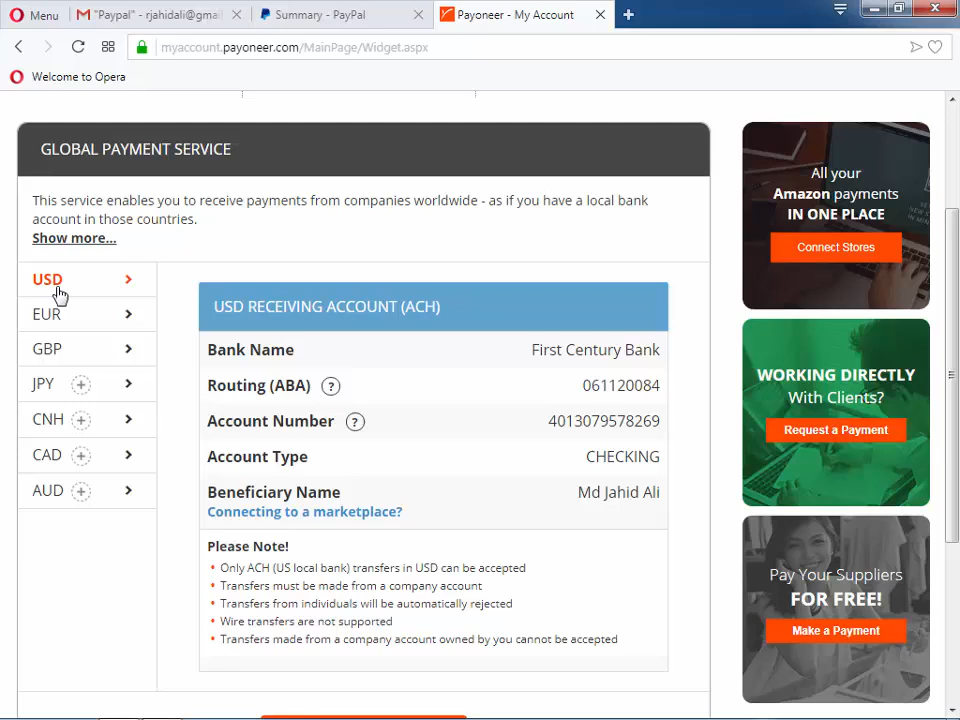 Menu
"Paypal" - rjahidali@gmai
Summary - PayPal
Payoneer - My Account
myaccount.payoneer.com/MainPage/Widget.aspx
Welcome to Opera
GLOBAL PAYMENT SERVICE
This service enables you to receive payments from companies worldwide - as if you have a local bank
account in those countries.
Show more...
USD
EUR
GBP
JPY
CNH
CAD
AUD
USD RECEIVING ACCOUNT (ACH)
Bank Name First Century Bank
Routing (ABA) ? 061120084
Account Number ? 4013079578269
Account Type CHECKING
Beneficiary Name Md Jahid Ali
Connecting to a marketplace?
Please Note!
• Only ACH (US local bank) transfers in USD can be accepted
• Transfers must be made from a company account
• Transfers from individuals will be automatically rejected
• Wire transfers are not supported
• Transfers made from a company account owned by you cannot be accepted
All your
Amazon payments
IN ONE PLACE
Connect Stores
WORKING DIRECTLY
With Clients?
Request a Payment
Pay Your Suppliers
FOR FREE!
Make a Payment